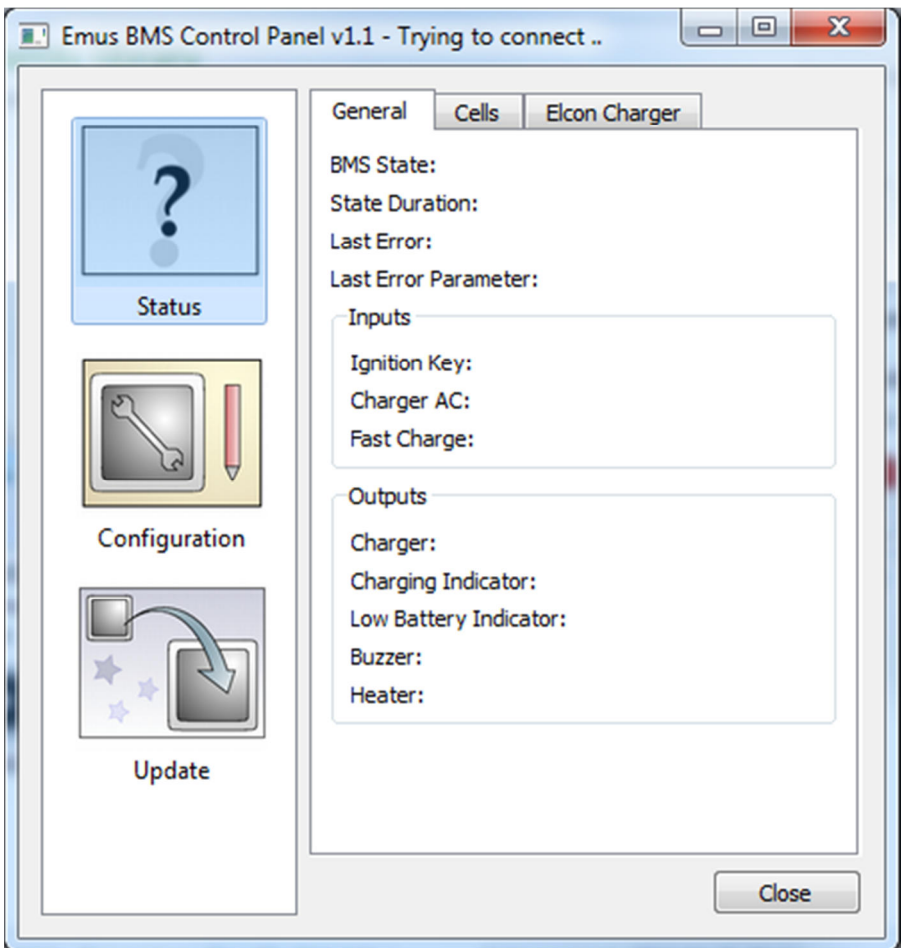 Emus BMS Control Panel v1.1 - Trying to connect ..
Status
Configuration
Update
General Cells Elcon Charger
BMS State:
State Duration:
Last Error:
Last Error Parameter:
Inputs
Ignition Key:
Charger AC:
Fast Charge:
Outputs
Charger:
Charging Indicator:
Low Battery Indicator:
Buzzer:
Heater:
Close